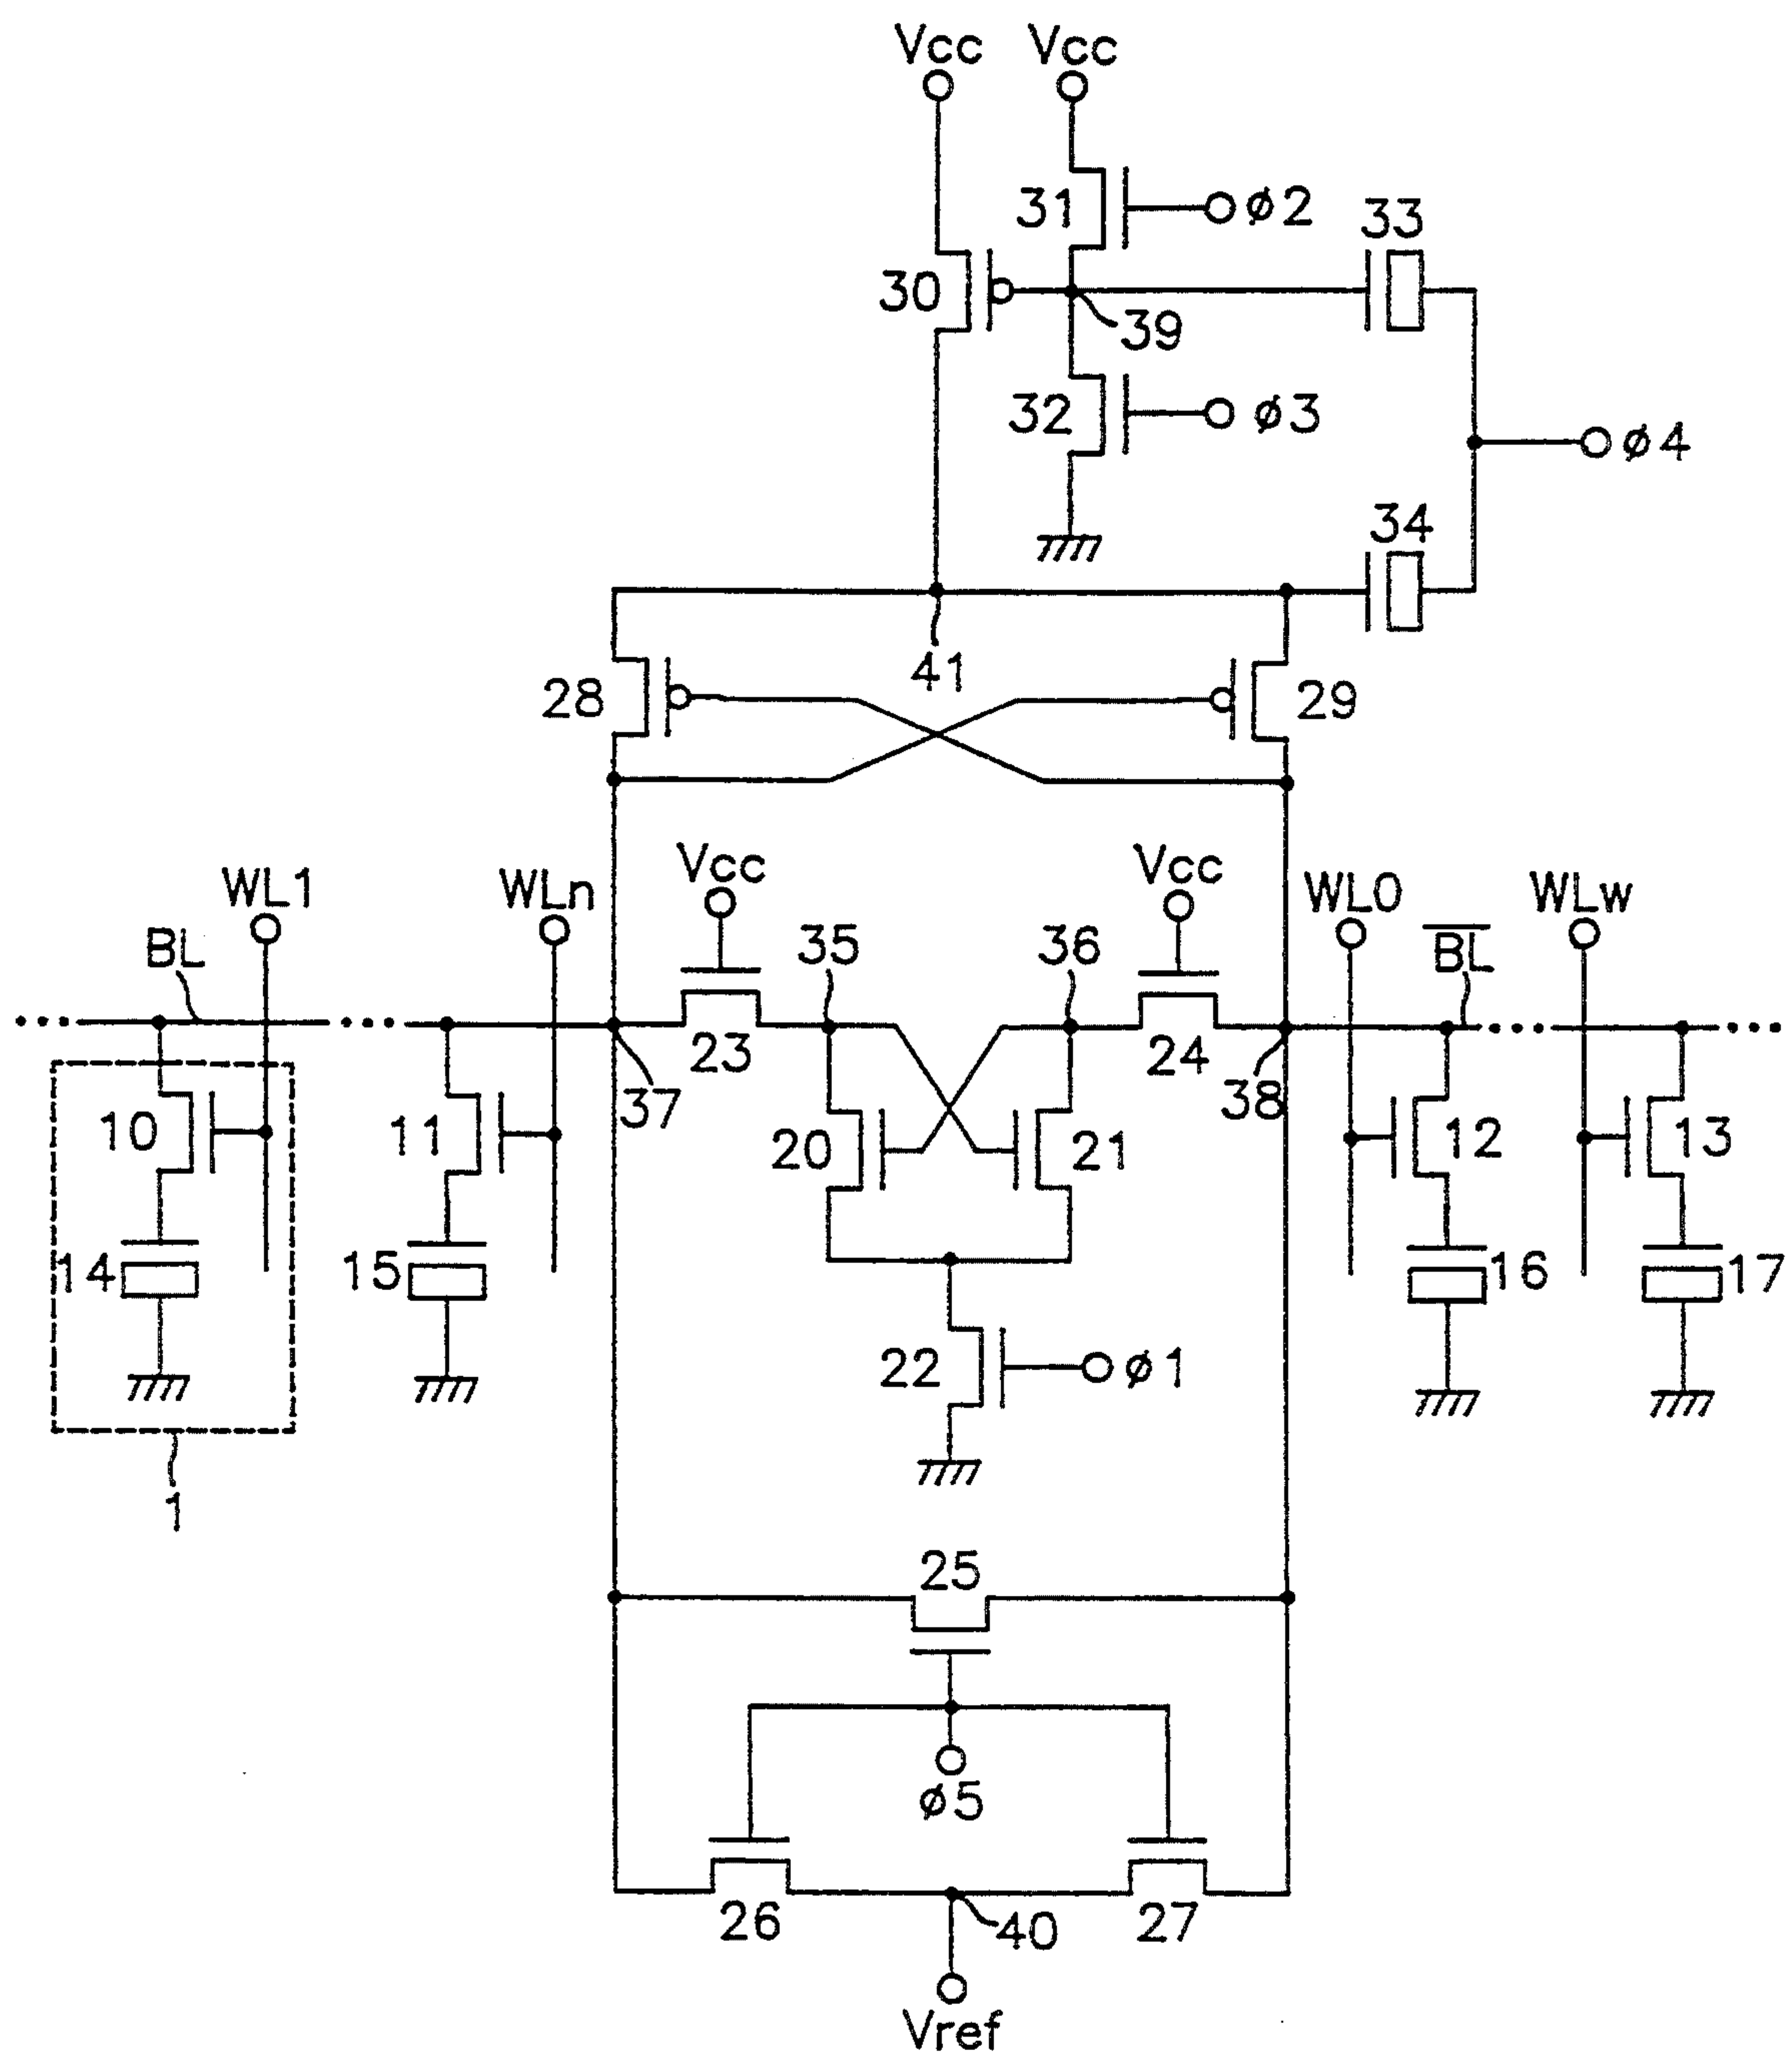 Vcc Vcc
31 ø2
33
30
39
32 ø3
ø4
34
41
28 29
Vcc Vcc
WL1 WLn WL0 WLw
BL 35 36 BL
23 24
37 38
10 11 20 21 12 13
14 15 16 17
22 ø1
1
25
ø5
26 40 27
Vref